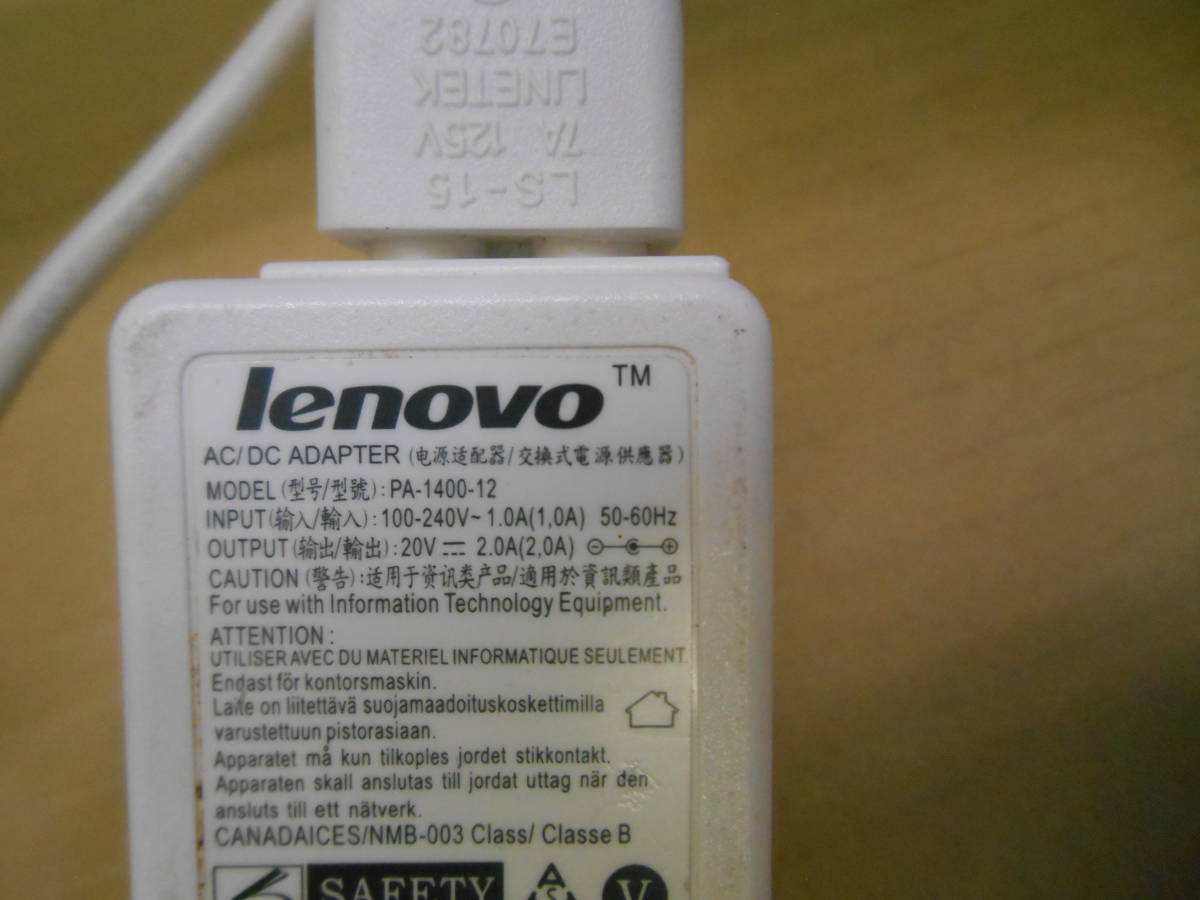 E70782
LINETEK
7A 125V
LS-15
lenovo™
AC/DC ADAPTER (电源适配器/交換式電源供應器)
MODEL (型号/型號): PA-1400-12
INPUT (输入/輸入): 100-240V~ 1.0A(1,0A) 50-60Hz
OUTPUT (输出/輸出): 20V⎓ 2.0A(2,0A)
CAUTION (警告): 适用于资讯类产品/適用於資訊類產品
For use with Information Technology Equipment.
ATTENTION :
UTILISER AVEC DU MATERIEL INFORMATIQUE SEULEMENT.
Endast för kontorsmaskin.
Laite on liitettävä suojamaadoituskoskettimilla
varustettuun pistorasiaan.
Apparatet må kun tilkoples jordet stikkontakt.
Apparaten skall anslutas till jordat uttag när den
ansluts till ett nätverk.
CANADAICES/NMB-003 Class/ Classe B
SAFETY A S V